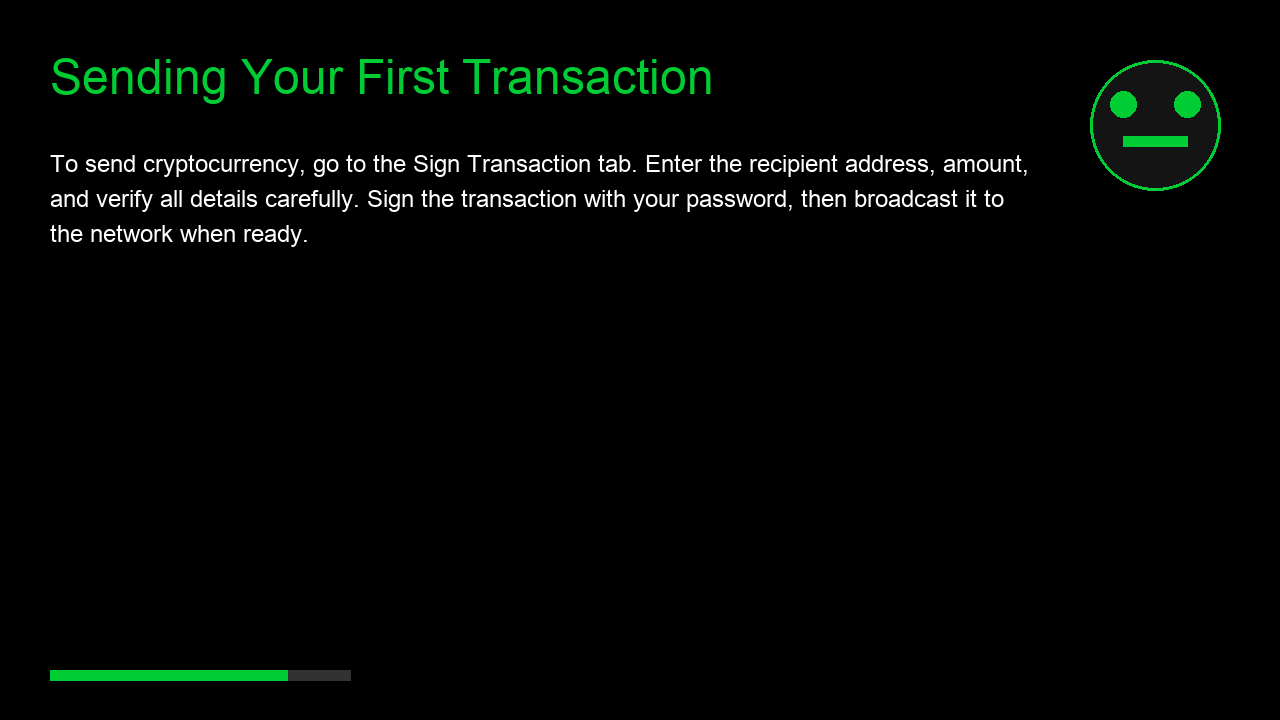 Sending Your First Transaction
To send cryptocurrency, go to the Sign Transaction tab. Enter the recipient address, amount,
and verify all details carefully. Sign the transaction with your password, then broadcast it to
the network when ready.